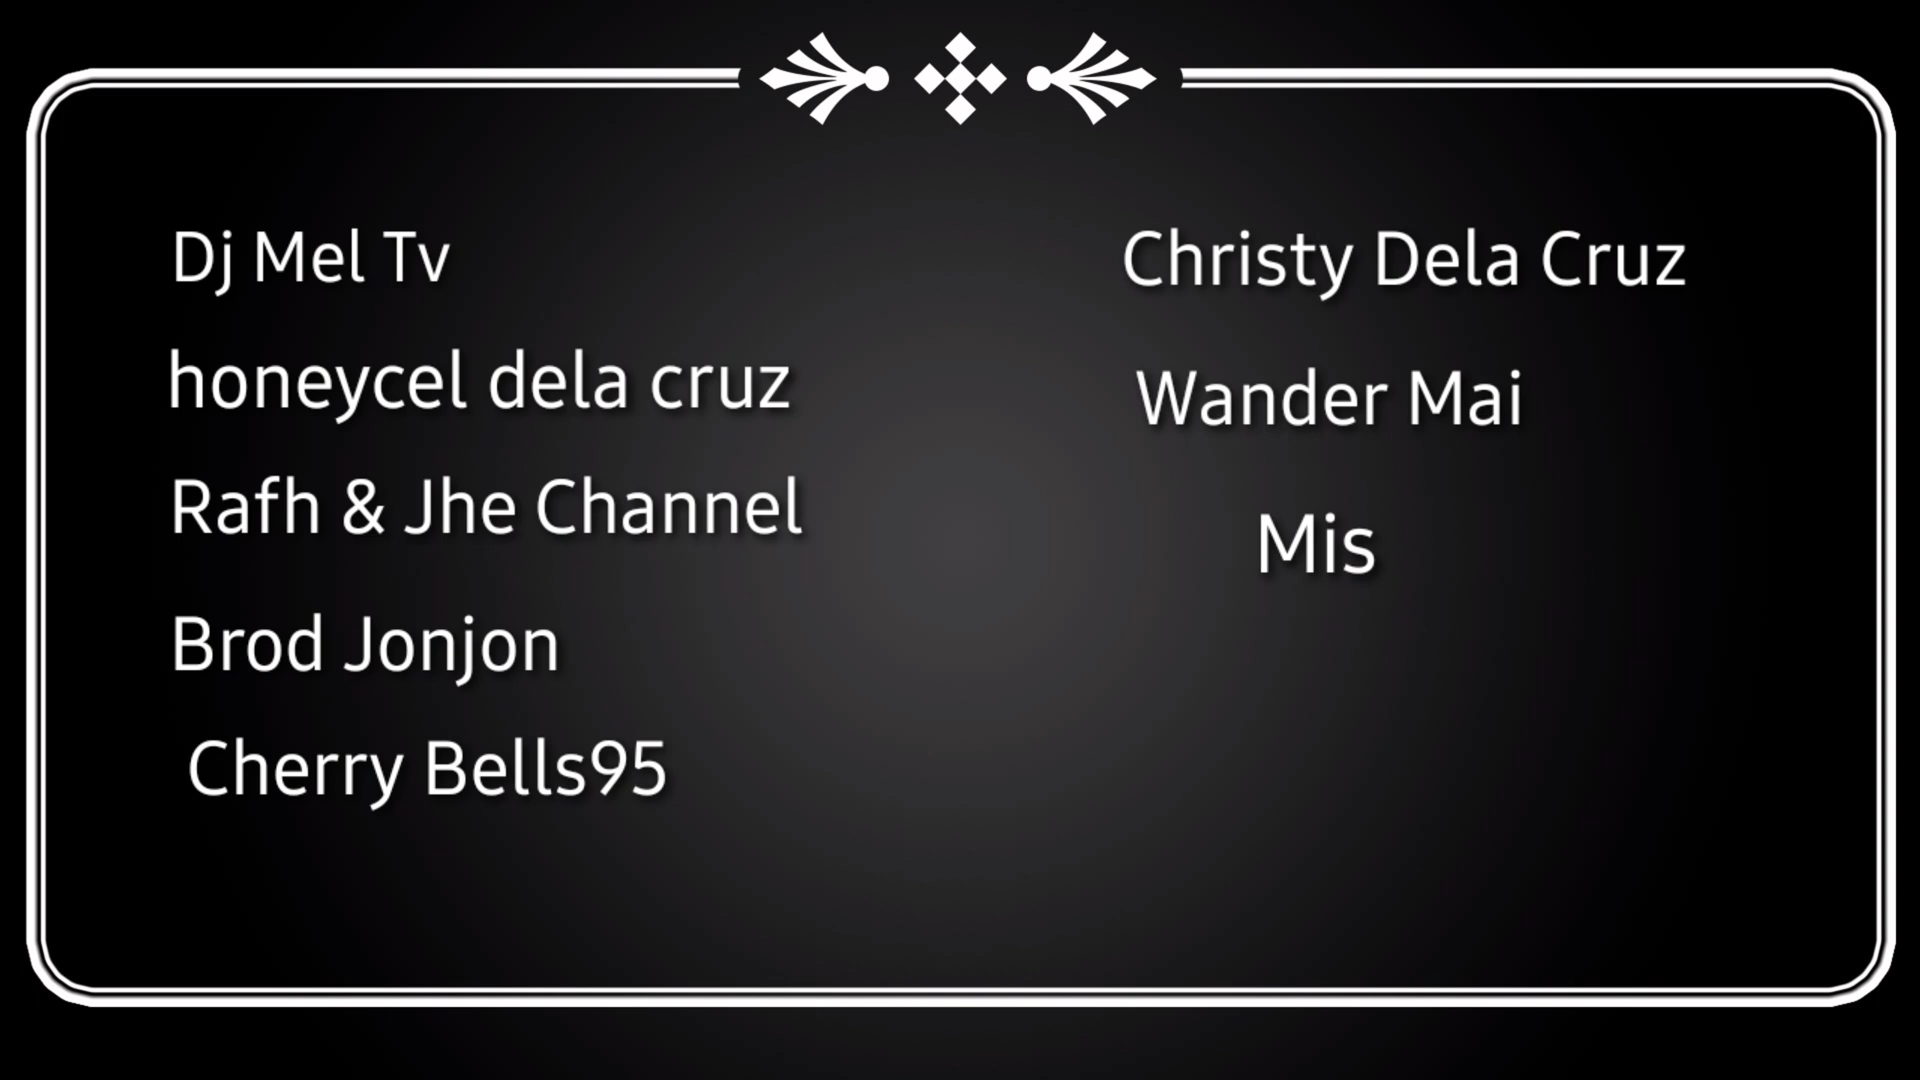 Dj Mel Tv
honeycel dela cruz
Rafh & Jhe Channel
Brod Jonjon
Cherry Bells95
Christy Dela Cruz
Wander Mai
Mis